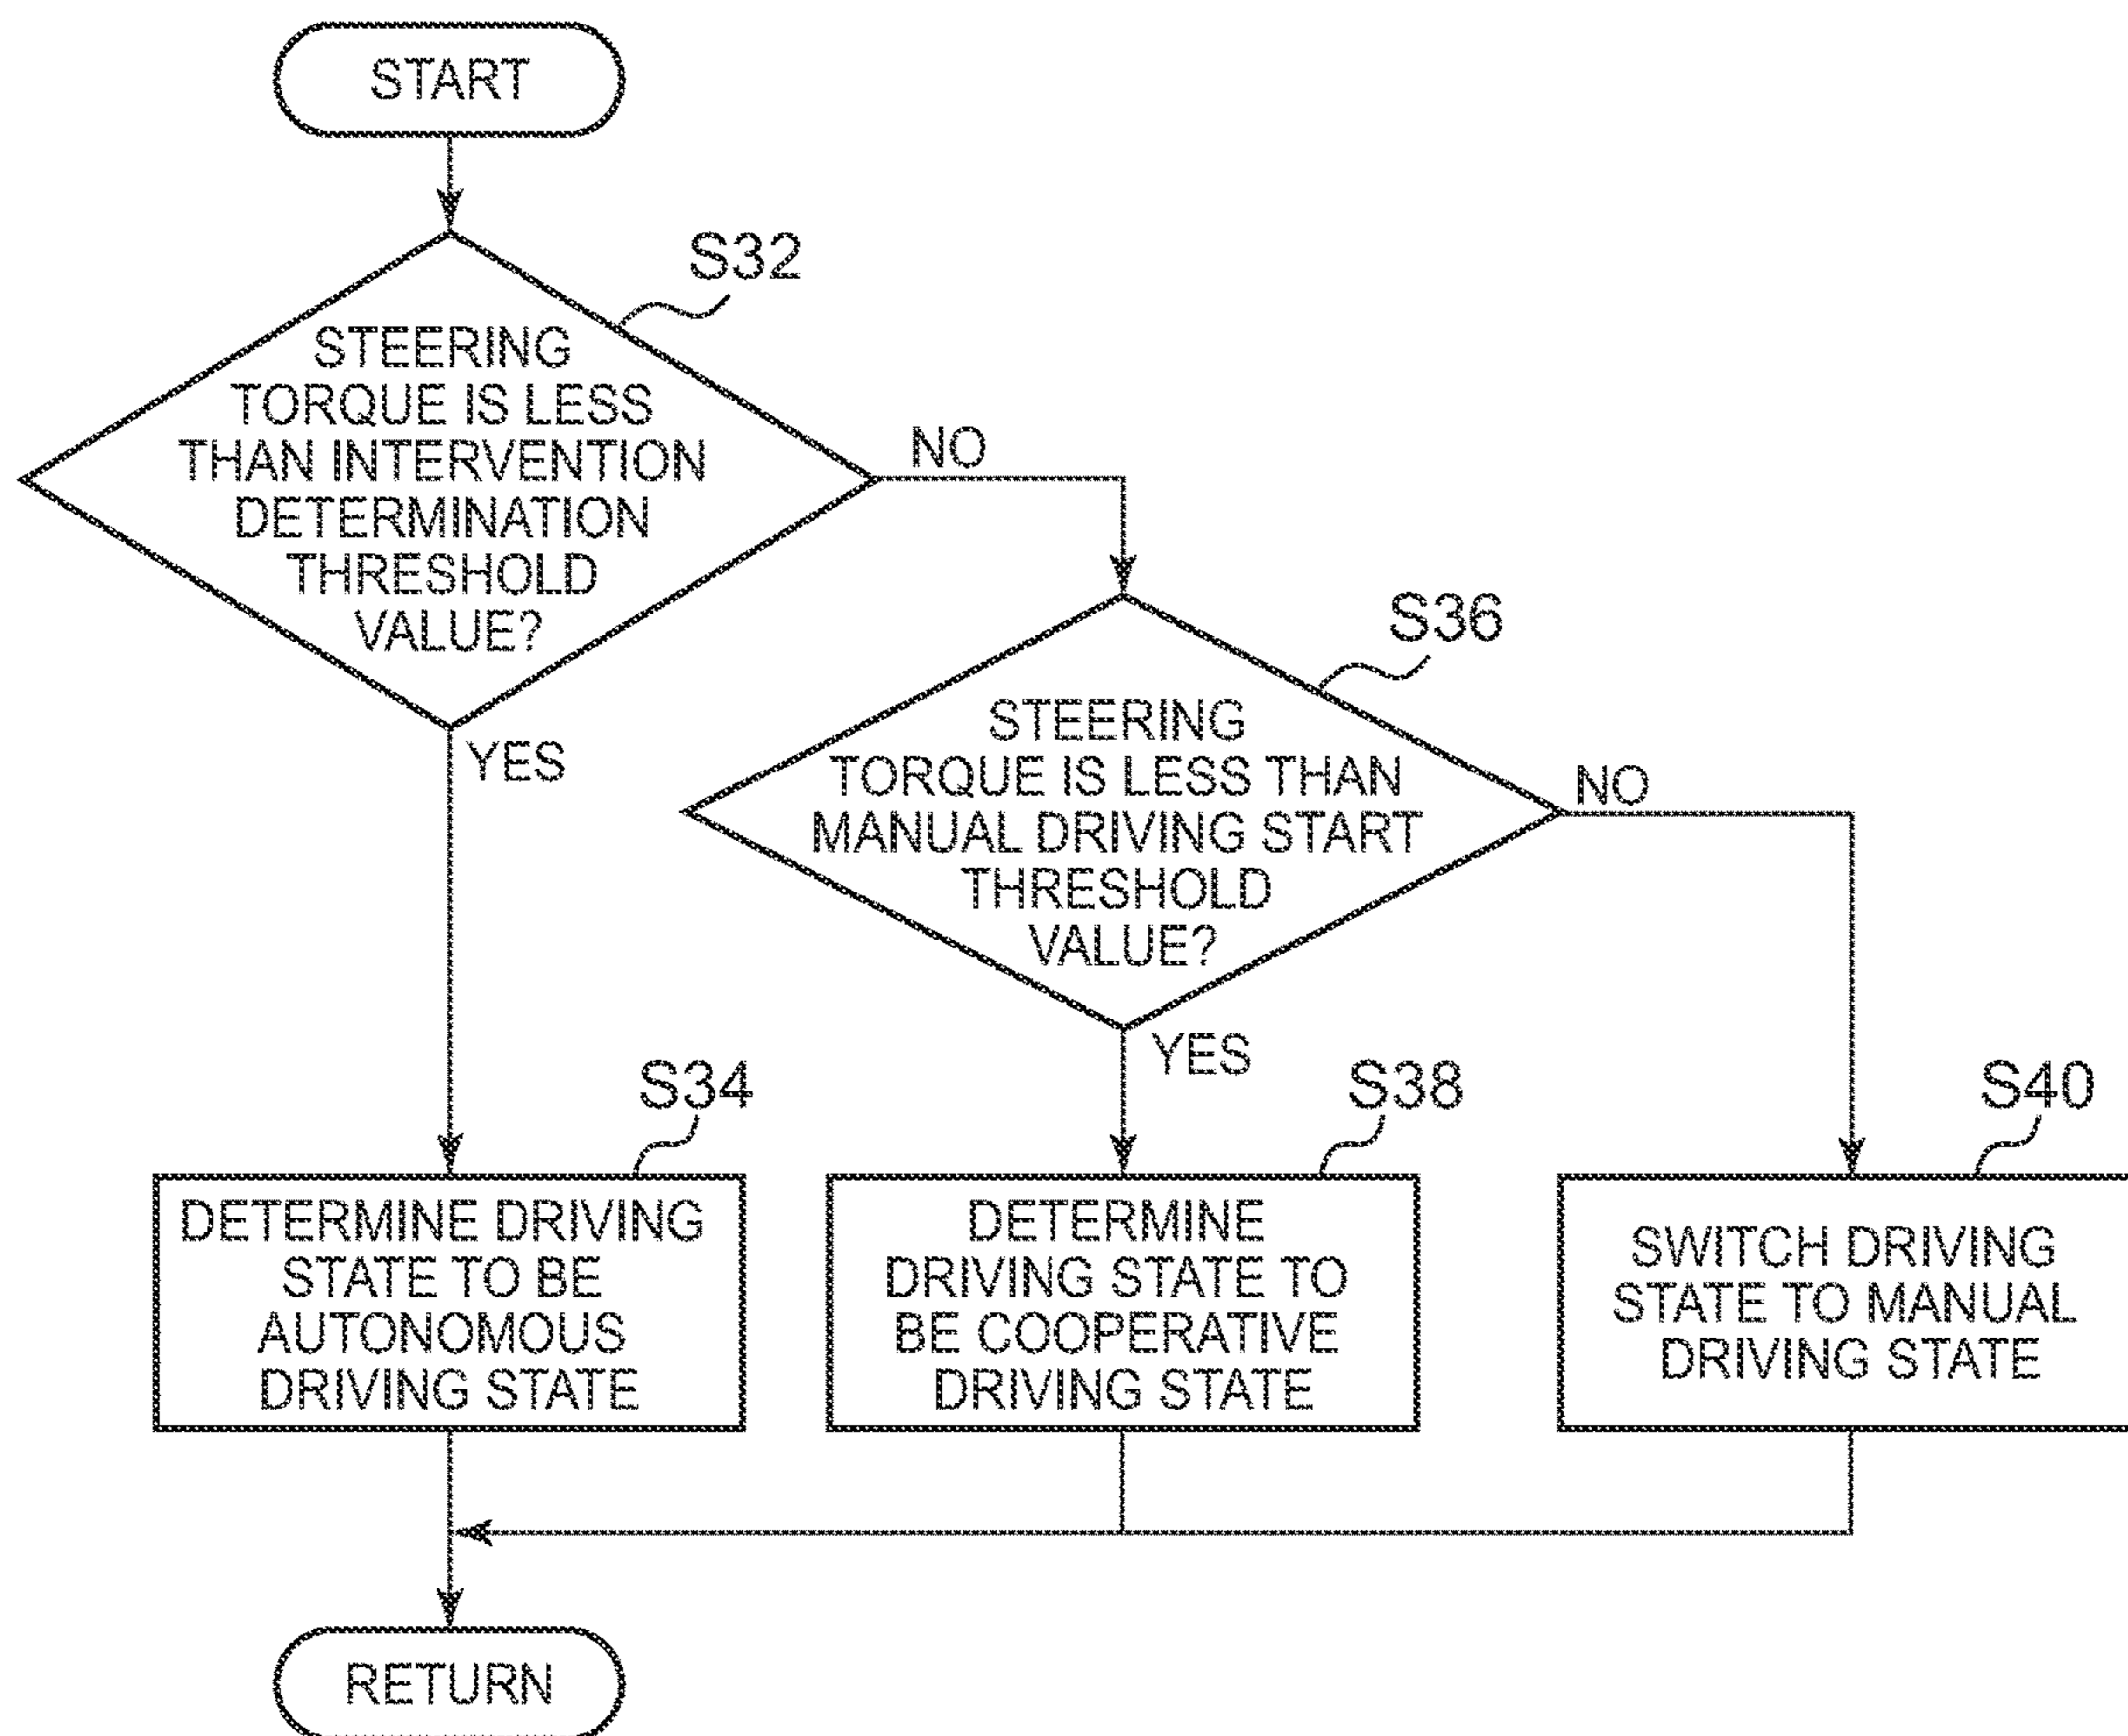 START
S32
STEERING
TORQUE IS LESS
THAN INTERVENTION
DETERMINATION
THRESHOLD
VALUE?
NO
YES
S36
STEERING
TORQUE IS LESS THAN
MANUAL DRIVING START
THRESHOLD
VALUE?
NO
YES
S34
DETERMINE DRIVING
STATE TO BE
AUTONOMOUS
DRIVING STATE
S38
DETERMINE
DRIVING STATE TO
BE COOPERATIVE
DRIVING STATE
S40
SWITCH DRIVING
STATE TO MANUAL
DRIVING STATE
RETURN